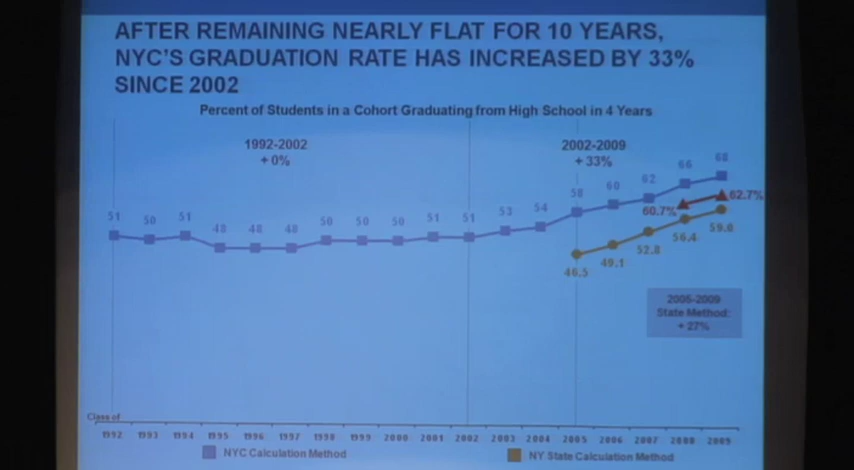 AFTER REMAINING NEARLY FLAT FOR 10 YEARS,
NYC'S GRADUATION RATE HAS INCREASED BY 33%
SINCE 2002
Percent of Students in a Cohort Graduating from High School in 4 Years
1992-2002
+ 0%
2002-2009
+ 33%
51 50 51 48 48 48 50 50 50 51 51 53 54 58 60 62 66 68
60.7% 62.7%
46.5 49.1 52.8 56.4 59.0
2005-2009
State Method:
+ 27%
Class of
1992 1993 1994 1995 1996 1997 1998 1999 2000 2001 2002 2003 2004 2005 2006 2007 2008 2009
NYC Calculation Method
NY State Calculation Method